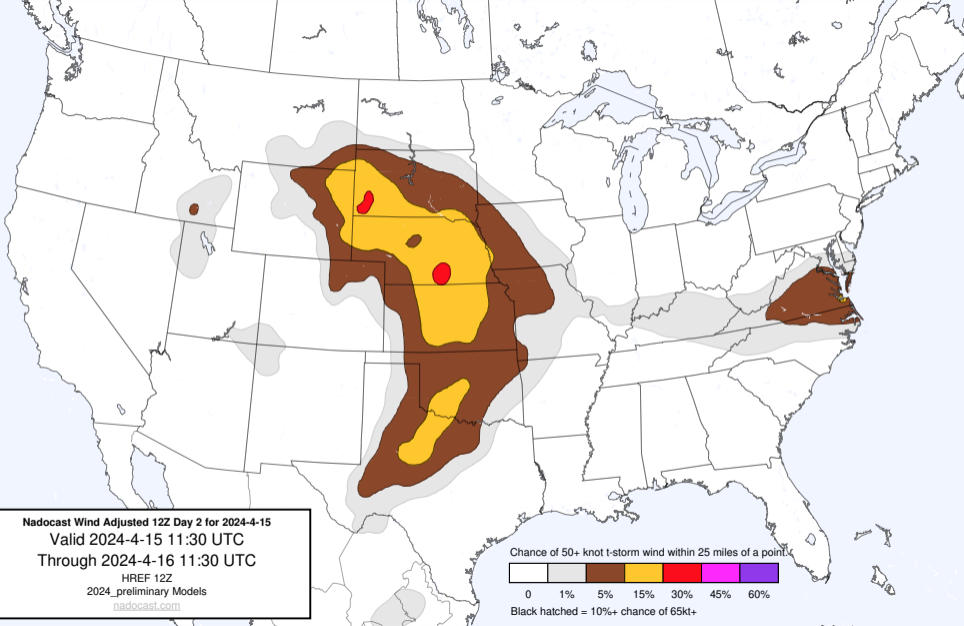 Nadocast Wind Adjusted 12Z Day 2 for 2024-4-15
Valid 2024-4-15 11:30 UTC
Through 2024-4-16 11:30 UTC
HREF 12Z
2024_preliminary Models
nadocast.com
Chance of 50+ knot t-storm wind within 25 miles of a point.
0 1% 5% 15% 30% 45% 60%
Black hatched = 10%+ chance of 65kt+